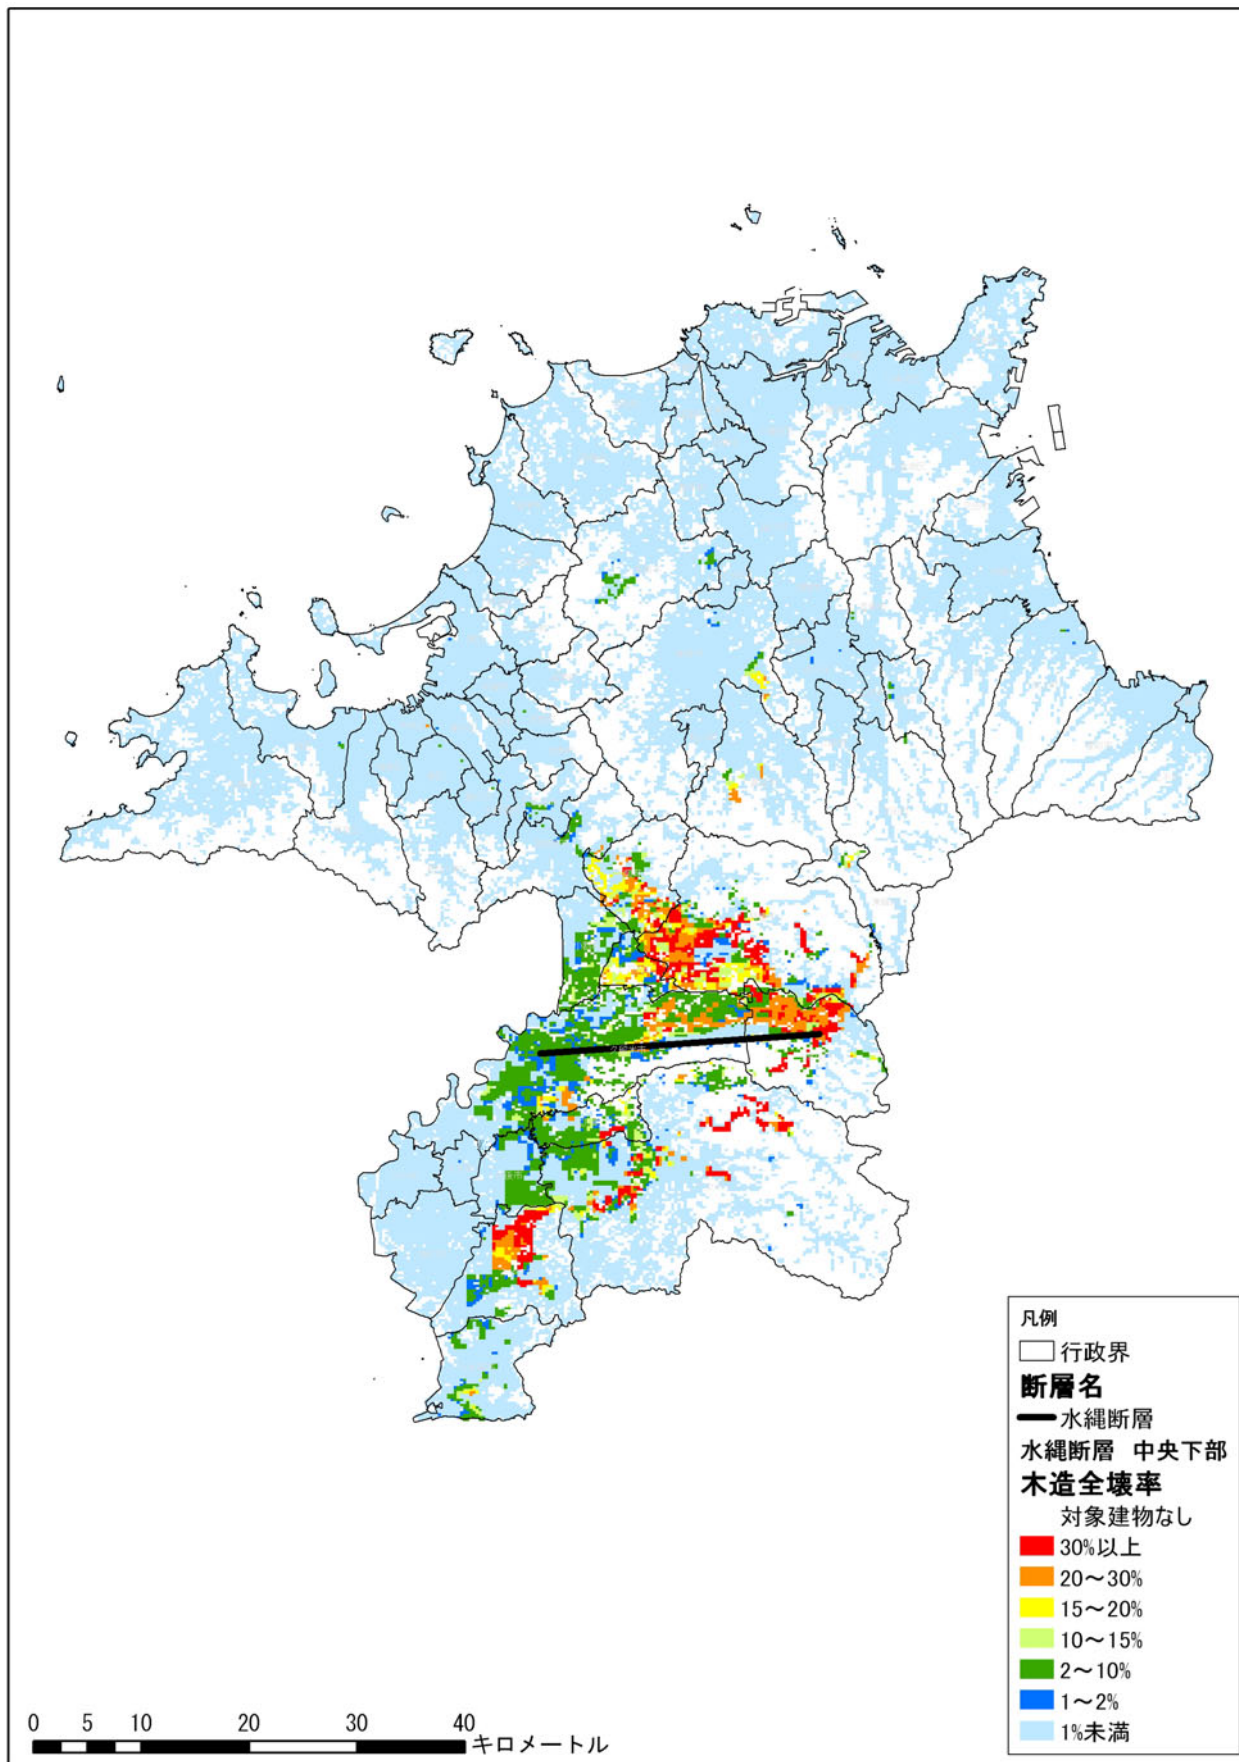 凡例
行政界
断層名
水縄断層
水縄断層 中央下部
木造全壊率
対象建物なし
30%以上
20～30%
15～20%
10～15%
2～10%
1～2%
1%未満
0 5 10 20 30 40
キロメートル